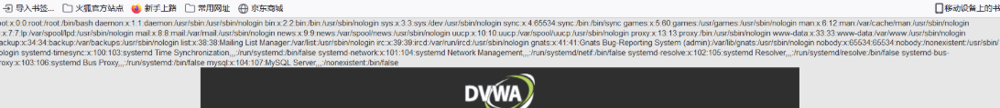 导入书签... 火狐官方站点 新手上路 常用网址 京东商城 移动设备上的书
oot:x:0:0:root:/root:/bin/bash daemon:x:1:1:daemon:/usr/sbin:/usr/sbin/nologin bin:x:2:2:bin:/bin:/usr/sbin/nologin sys:x:3:3:sys:/dev:/usr/sbin/nologin sync:x:4:65534:sync:/bin:/bin/sync games:x:5:60:games:/usr/games:/usr/sbin/nologin man:x:6:12:man:/var/cache/man:/usr/sbin/nologin
:x:7:7:lp:/var/spool/lpd:/usr/sbin/nologin mail:x:8:8:mail:/var/mail:/usr/sbin/nologin news:x:9:9:news:/var/spool/news:/usr/sbin/nologin uucp:x:10:10:uucp:/var/spool/uucp:/usr/sbin/nologin proxy:x:13:13:proxy:/bin:/usr/sbin/nologin www-data:x:33:33:www-data:/var/www:/usr/sbin/nologin
ackup:x:34:34:backup:/var/backups:/usr/sbin/nologin list:x:38:38:Mailing List Manager:/var/list:/usr/sbin/nologin irc:x:39:39:ircd:/var/run/ircd:/usr/sbin/nologin gnats:x:41:41:Gnats Bug-Reporting System (admin):/var/lib/gnats:/usr/sbin/nologin nobody:x:65534:65534:nobody:/nonexistent:/usr/sbin/
ologin systemd-timesync:x:100:103:systemd Time Synchronization,,,:/run/systemd:/bin/false systemd-network:x:101:104:systemd Network Management,,,:/run/systemd/netif:/bin/false systemd-resolve:x:102:105:systemd Resolver,,,:/run/systemd/resolve:/bin/false systemd-bus-
roxy:x:103:106:systemd Bus Proxy,,,:/run/systemd:/bin/false mysql:x:104:107:MySQL Server,,,:/nonexistent:/bin/false
DVWA